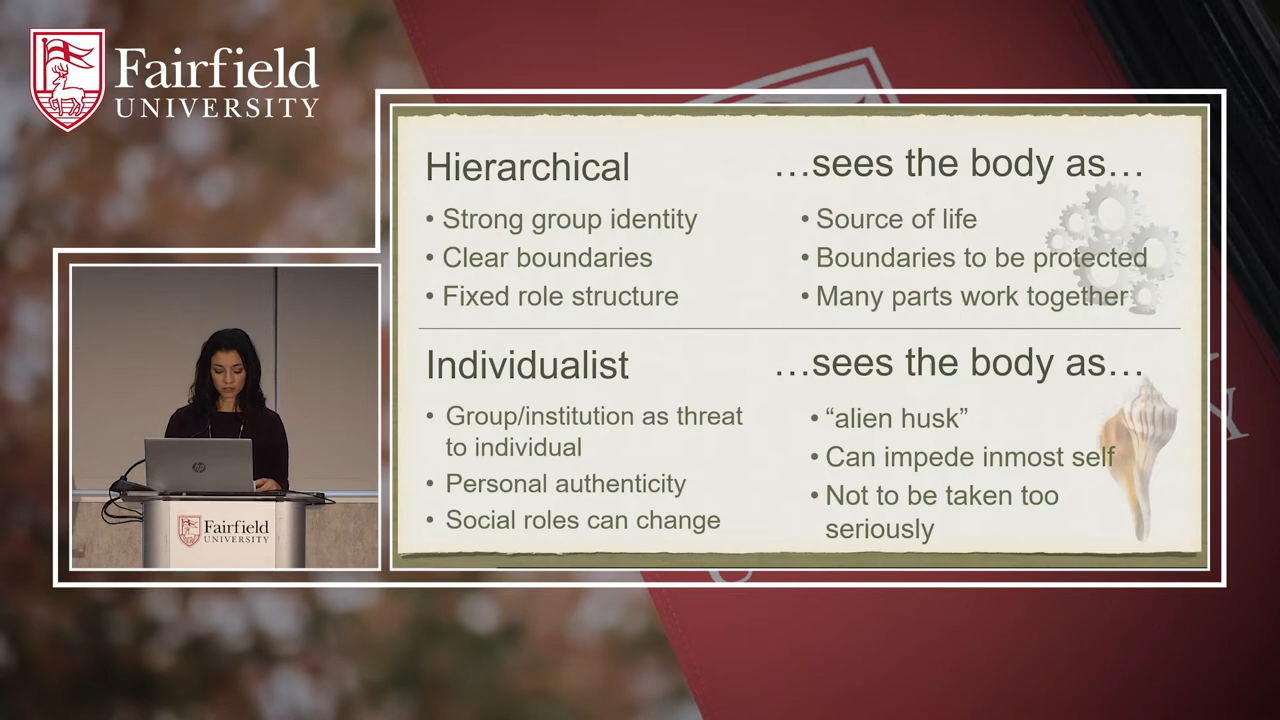 Fairfield
UNIVERSITY
Hierarchical
• Strong group identity
• Clear boundaries
• Fixed role structure
…sees the body as…
• Source of life
• Boundaries to be protected
• Many parts work together
Individualist
• Group/institution as threat
to individual
• Personal authenticity
• Social roles can change
…sees the body as…
• “alien husk”
• Can impede inmost self
• Not to be taken too
seriously
hp
Fairfield
UNIVERSITY